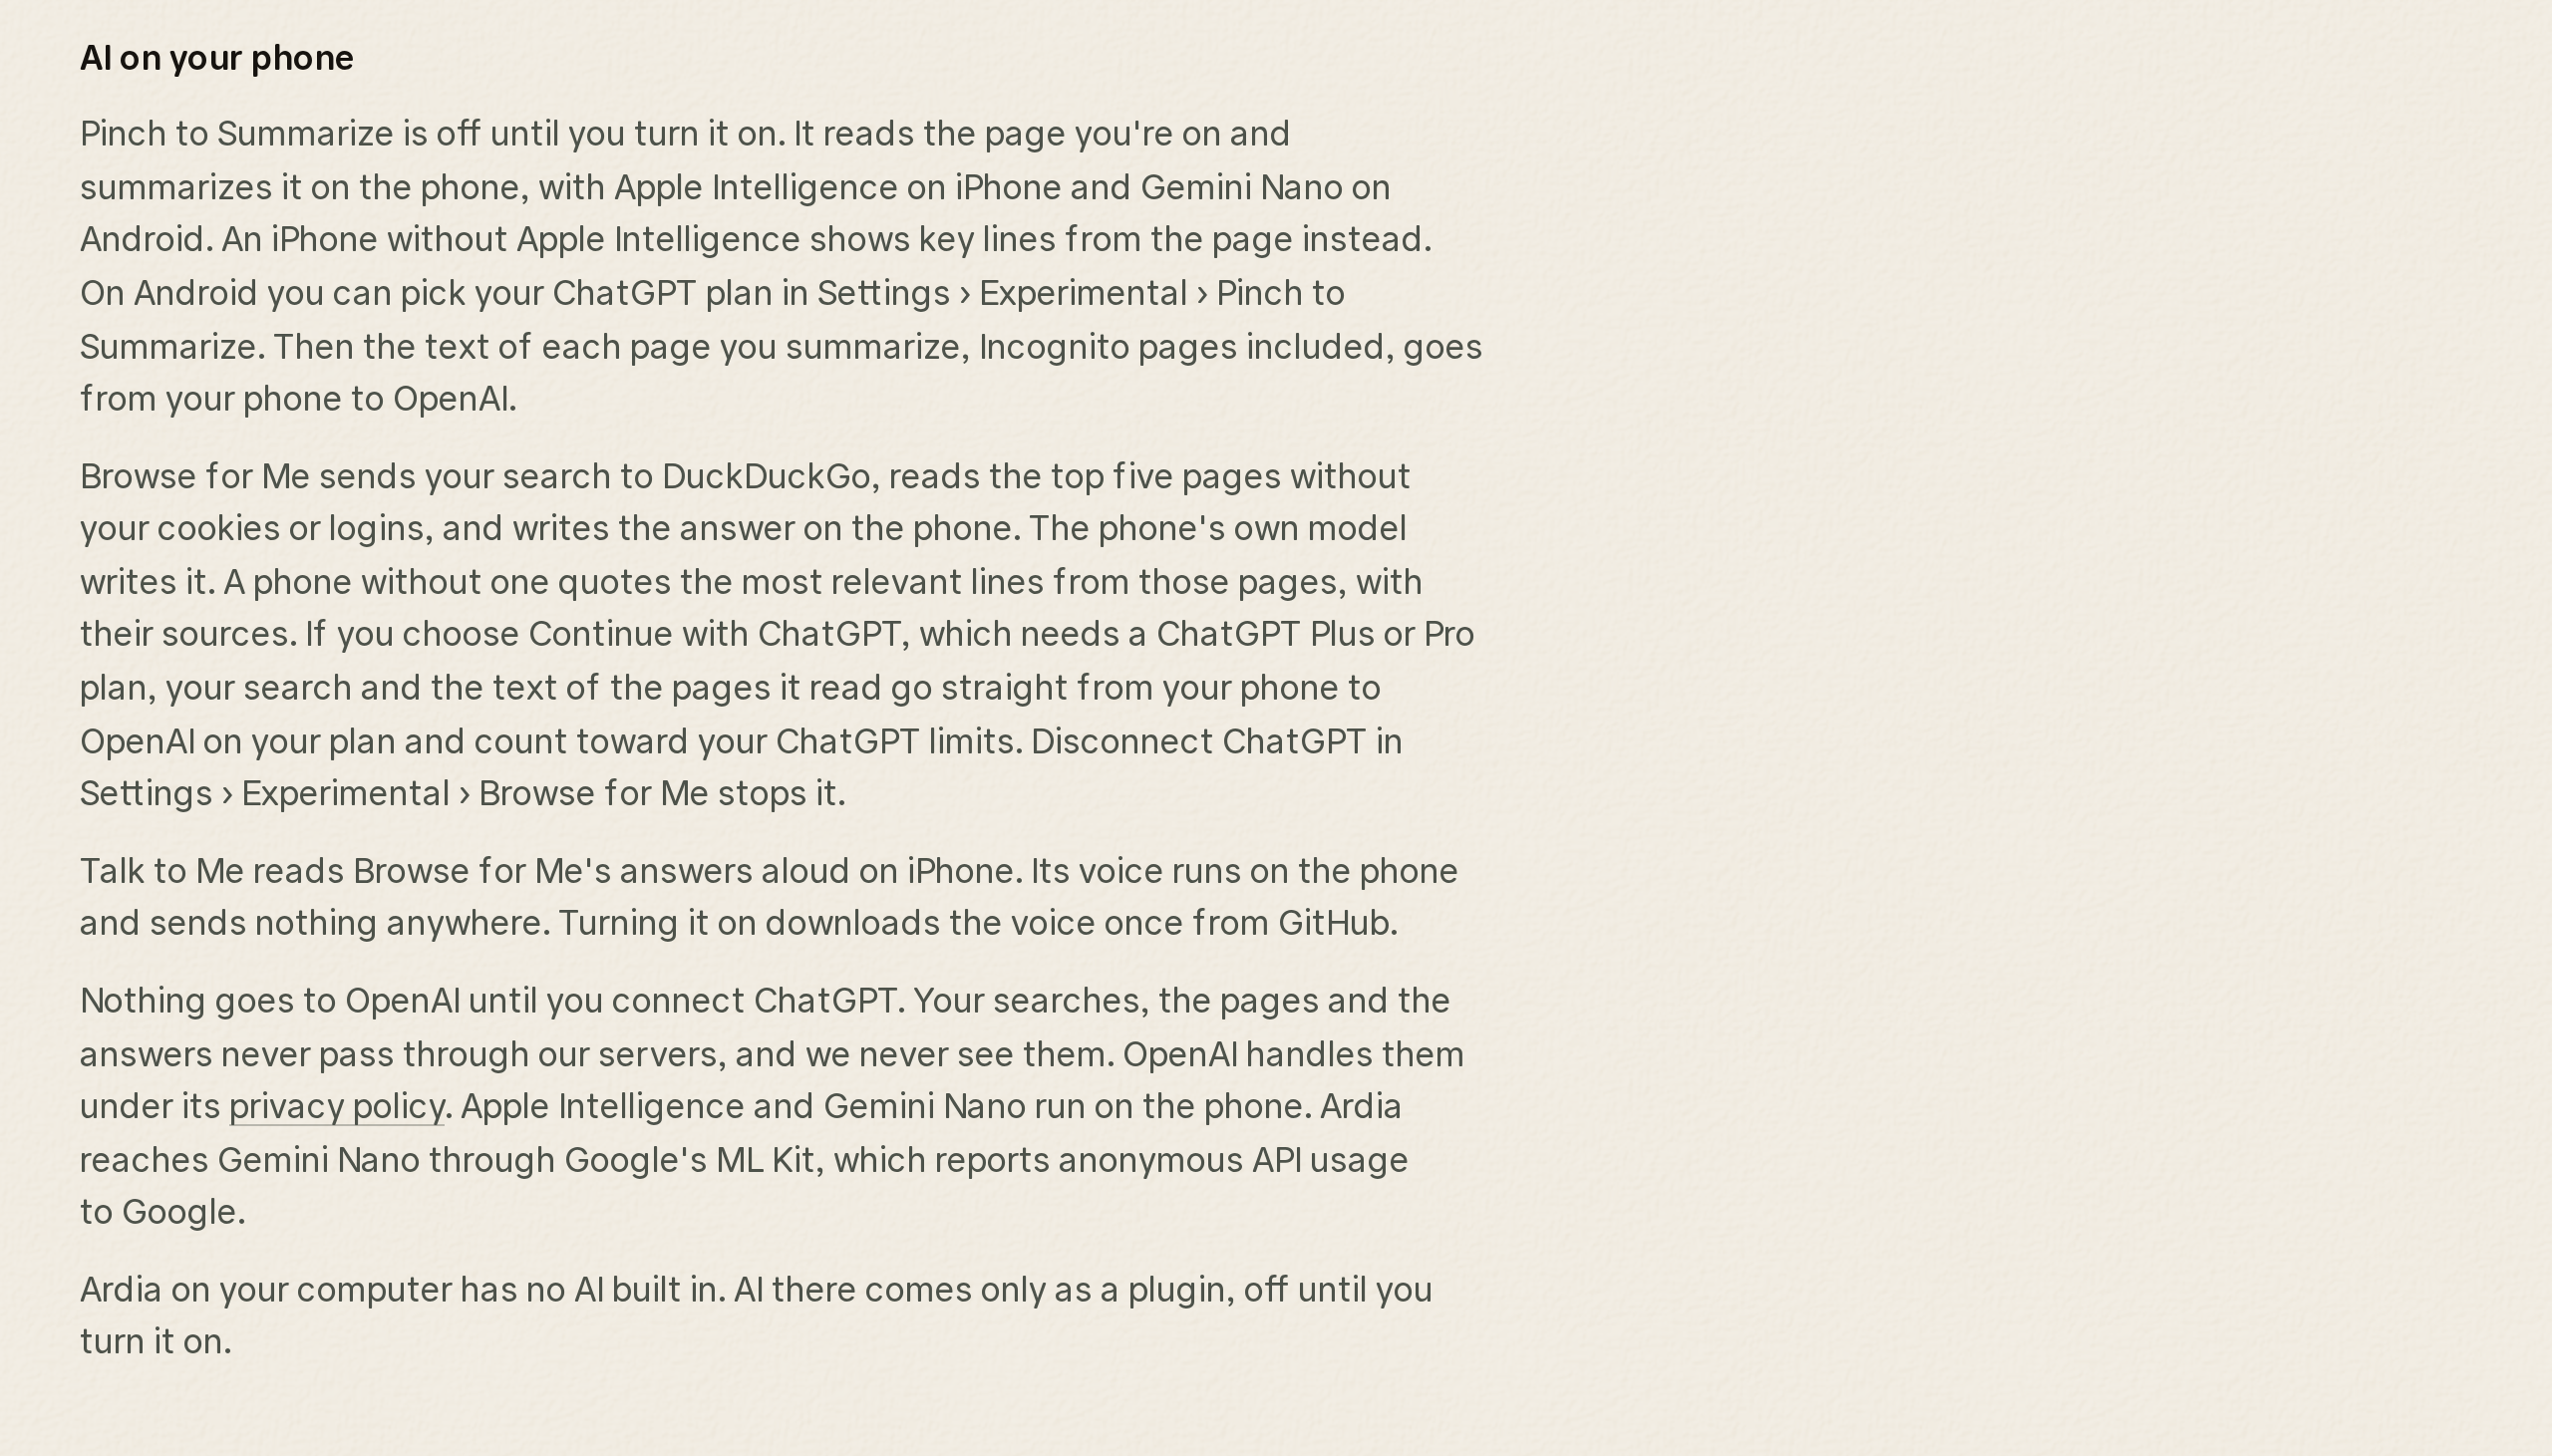 AI on your phone
Pinch to Summarize is off until you turn it on. It reads the page you're on and
summarizes it on the phone, with Apple Intelligence on iPhone and Gemini Nano on
Android. An iPhone without Apple Intelligence shows key lines from the page instead.
On Android you can pick your ChatGPT plan in Settings › Experimental › Pinch to
Summarize. Then the text of each page you summarize, Incognito pages included, goes
from your phone to OpenAI.
Browse for Me sends your search to DuckDuckGo, reads the top five pages without
your cookies or logins, and writes the answer on the phone. The phone's own model
writes it. A phone without one quotes the most relevant lines from those pages, with
their sources. If you choose Continue with ChatGPT, which needs a ChatGPT Plus or Pro
plan, your search and the text of the pages it read go straight from your phone to
OpenAI on your plan and count toward your ChatGPT limits. Disconnect ChatGPT in
Settings › Experimental › Browse for Me stops it.
Talk to Me reads Browse for Me's answers aloud on iPhone. Its voice runs on the phone
and sends nothing anywhere. Turning it on downloads the voice once from GitHub.
Nothing goes to OpenAI until you connect ChatGPT. Your searches, the pages and the
answers never pass through our servers, and we never see them. OpenAI handles them
under its privacy policy. Apple Intelligence and Gemini Nano run on the phone. Ardia
reaches Gemini Nano through Google's ML Kit, which reports anonymous API usage
to Google.
Ardia on your computer has no AI built in. AI there comes only as a plugin, off until you
turn it on.